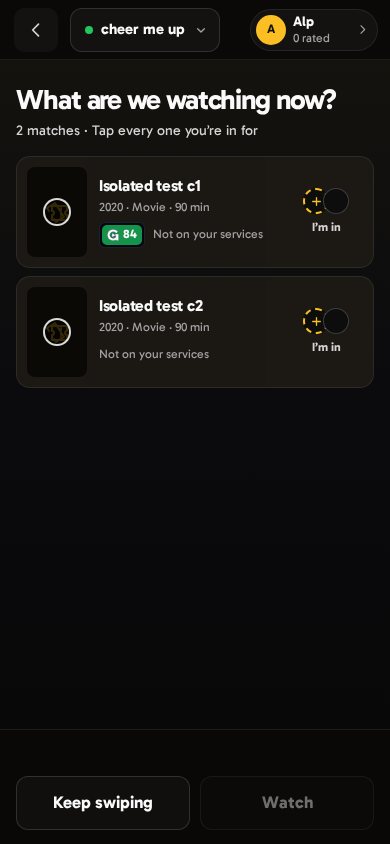 cheer me up
A
Alp
0 rated
What are we watching now?
2 matches · Tap every one you’re in for
Isolated test c1
2020 · Movie · 90 min
G 84 Not on your services
+
I’m in
Isolated test c2
2020 · Movie · 90 min
Not on your services
+
I’m in
Keep swiping
Watch